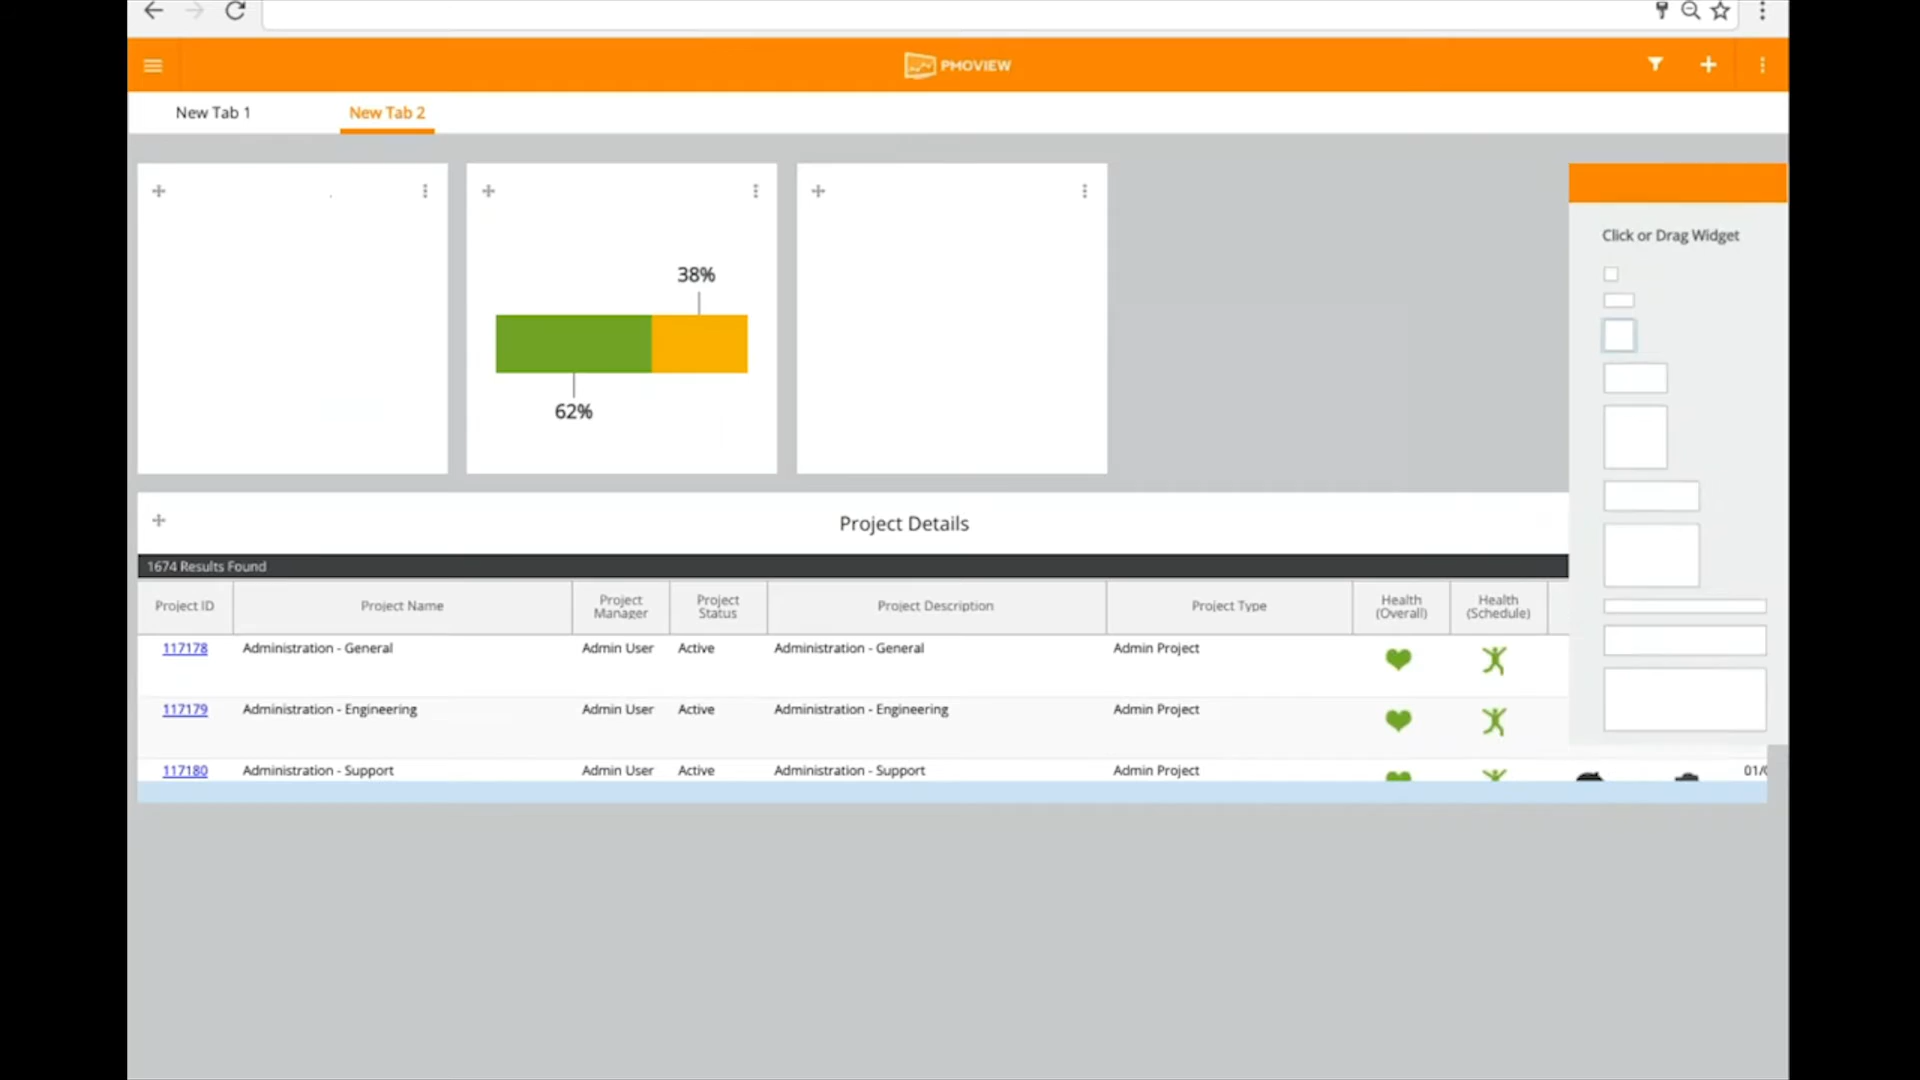 PMOVIEW
New Tab 1
New Tab 2
Click or Drag Widget
38%
62%
Project Details
1674 Results Found
Project ID
Project Name
Project Manager
Project Status
Project Description
Project Type
Health (Overall)
Health (Schedule)
117178 Administration - General Admin User Active Administration - General Admin Project
117179 Administration - Engineering Admin User Active Administration - Engineering Admin Project
117180 Administration - Support Admin User Active Administration - Support Admin Project